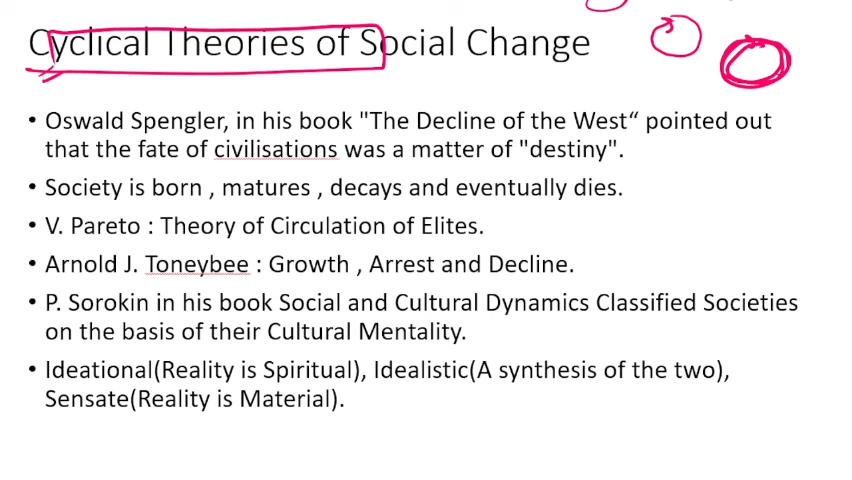 Cyclical Theories of Social Change
• Oswald Spengler, in his book "The Decline of the West“ pointed out
that the fate of civilisations was a matter of "destiny".
• Society is born , matures , decays and eventually dies.
• V. Pareto : Theory of Circulation of Elites.
• Arnold J. Toneybee : Growth , Arrest and Decline.
• P. Sorokin in his book Social and Cultural Dynamics Classified Societies
on the basis of their Cultural Mentality.
• Ideational(Reality is Spiritual), Idealistic(A synthesis of the two),
Sensate(Reality is Material).